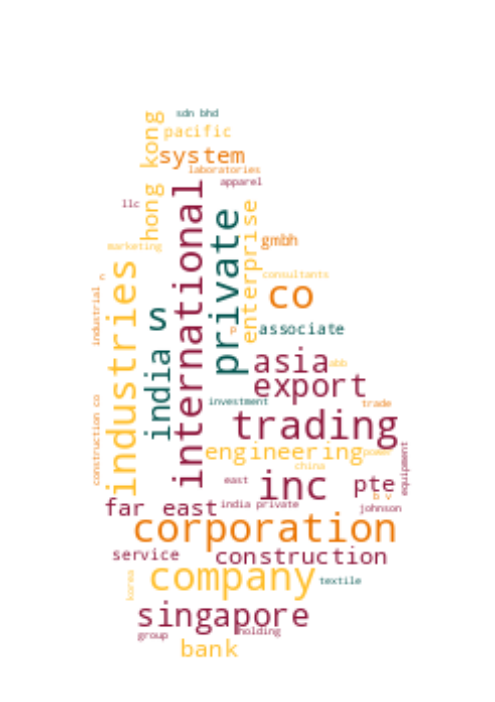 sdn bhd
hong kong
pacific
system
laboratories
apparel
llc
international
private
enterprise
gmbh
marketing
industries
consultants
c
industrial
co
s
p
associate
india
asia
abb
export
investment
trade
construction co
trading
engineering
power
equipment
china
east
inc
pte
b v
far east
india private
johnson
corporation
service
construction
korea
company
textile
singapore
group
holding
bank